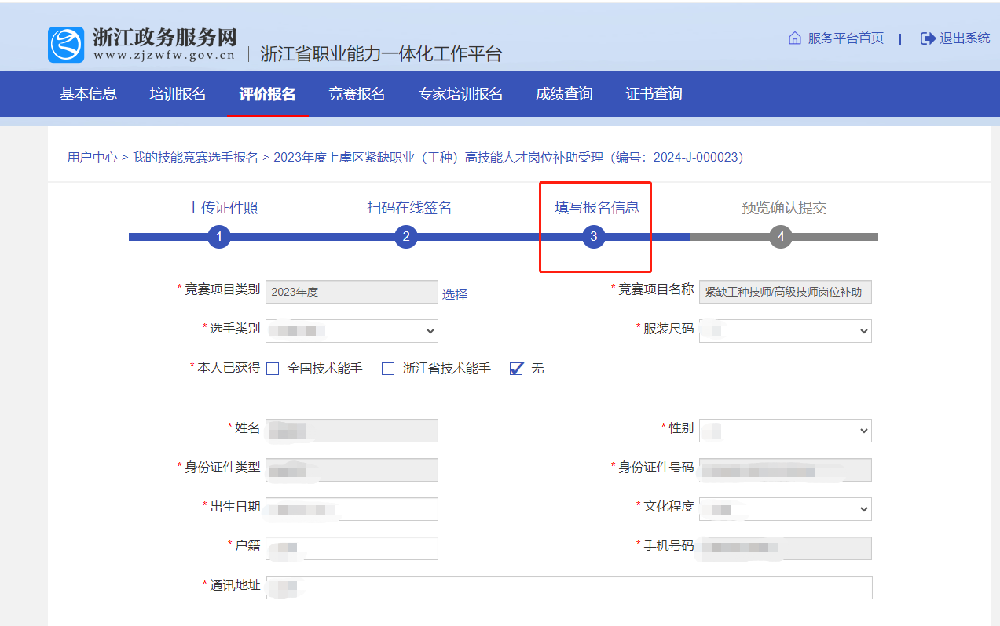 浙江政务服务网
www.zjzwfw.gov.cn
浙江省职业能力一体化工作平台
服务平台首页 | 退出系统
基本信息 培训报名 评价报名 竞赛报名 专家培训报名 成绩查询 证书查询
用户中心 > 我的技能竞赛选手报名 > 2023年度上虞区紧缺职业（工种）高技能人才岗位补助受理（编号：2024-J-000023）
上传证件照 扫码在线签名 填写报名信息 预览确认提交
1 2 3 4
* 竞赛项目类别 2023年度 选择 * 竞赛项目名称 紧缺工种技师/高级技师岗位补助
* 选手类别 * 服装尺码
* 本人已获得 全国技术能手 浙江省技术能手 无
* 姓名 * 性别
* 身份证件类型 * 身份证件号码
* 出生日期 * 文化程度
* 户籍 * 手机号码
* 通讯地址